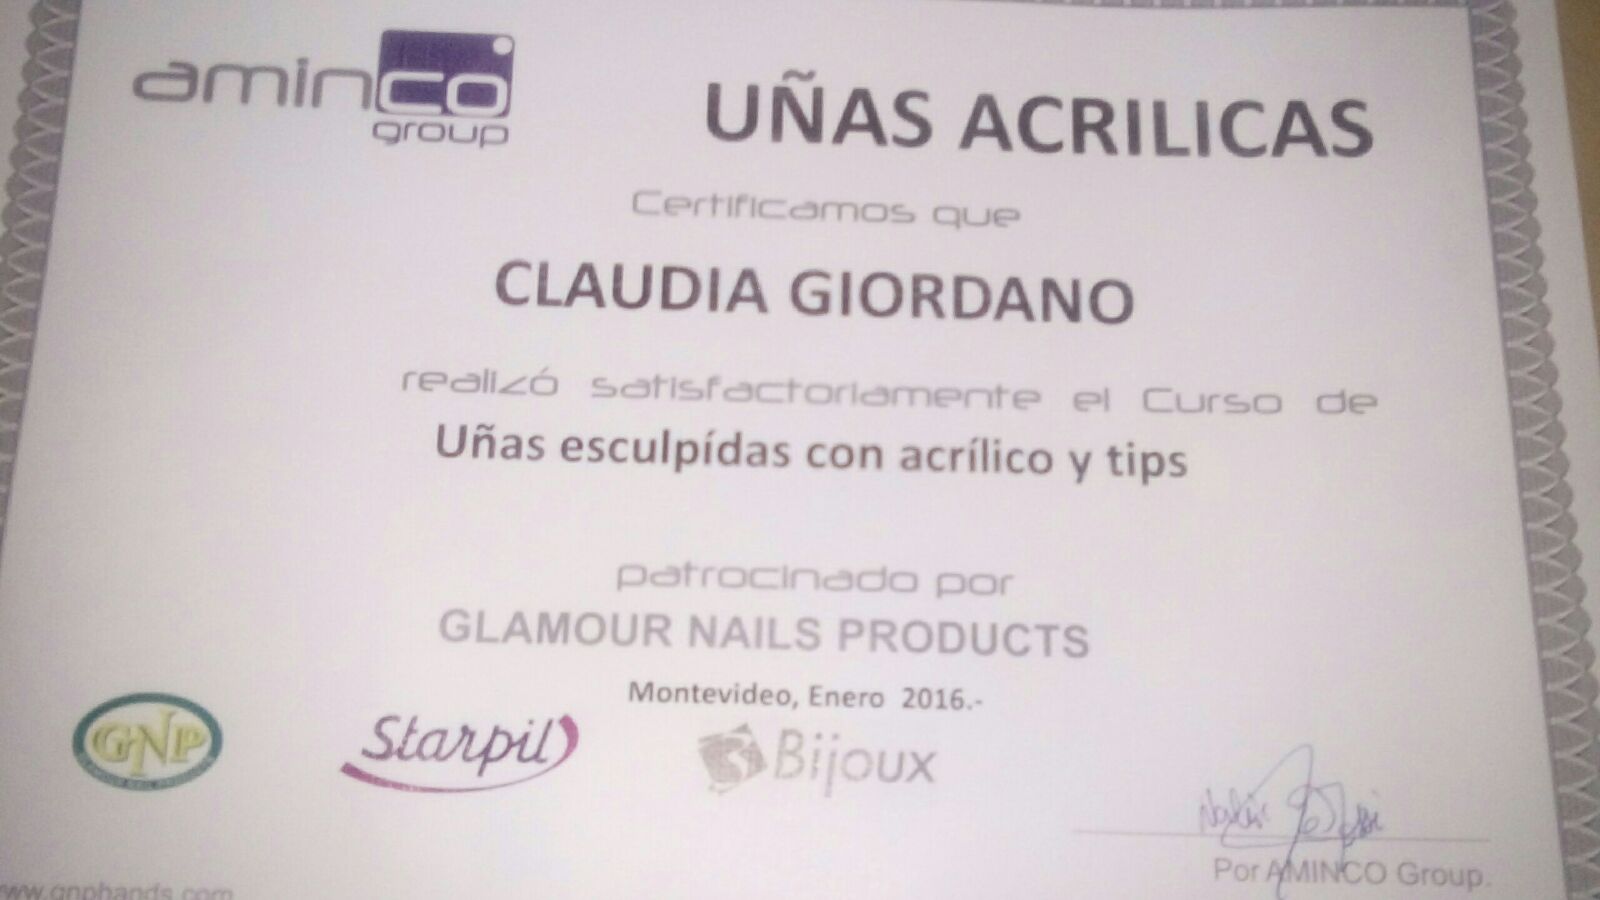 aminco
group
UÑAS ACRILICAS
Certificamos que
CLAUDIA GIORDANO
realizó satisfactoriamente el Curso de
Uñas esculpídas con acrílico y tips
patrocinado por
GLAMOUR NAILS PRODUCTS
Montevideo, Enero 2016.-
GNP
Starpil
Bijoux
Por AMINCO Group.
www.gnphands.com